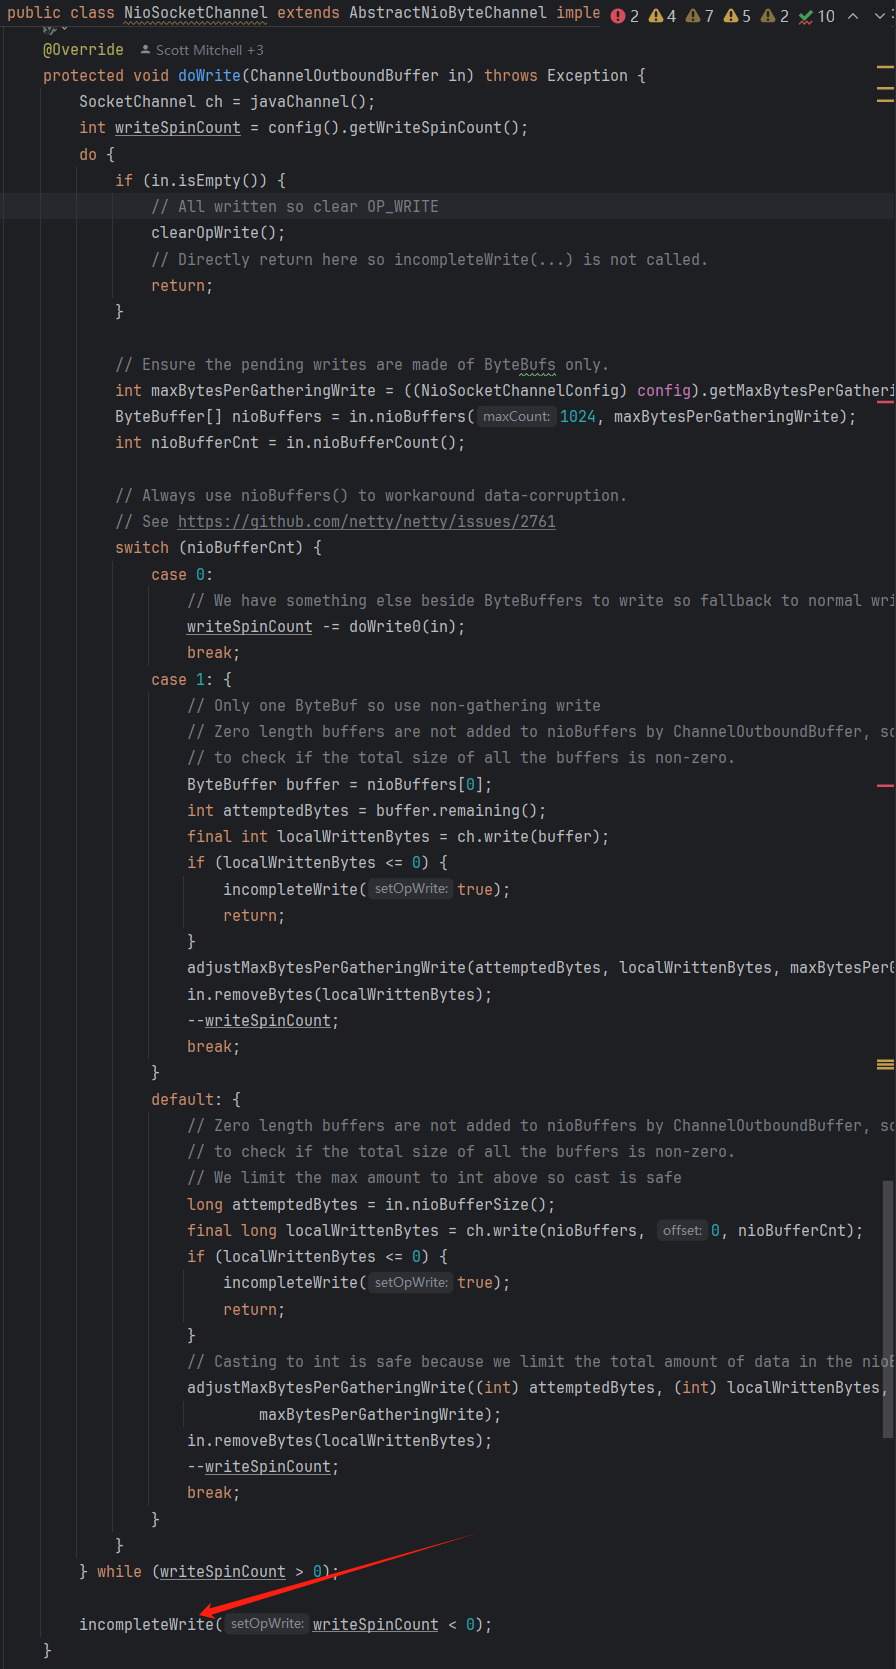 public class NioSocketChannel extends AbstractNioByteChannel imple 2 4 7 5 2 10
@Override Scott Mitchell +3
protected void doWrite(ChannelOutboundBuffer in) throws Exception {
SocketChannel ch = javaChannel();
int writeSpinCount = config().getWriteSpinCount();
do {
if (in.isEmpty()) {
// All written so clear OP_WRITE
clearOpWrite();
// Directly return here so incompleteWrite(...) is not called.
return;
}
// Ensure the pending writes are made of ByteBufs only.
int maxBytesPerGatheringWrite = ((NioSocketChannelConfig) config).getMaxBytesPerGatheri
ByteBuffer[] nioBuffers = in.nioBuffers( maxCount: 1024, maxBytesPerGatheringWrite);
int nioBufferCnt = in.nioBufferCount();
// Always use nioBuffers() to workaround data-corruption.
// See https://github.com/netty/netty/issues/2761
switch (nioBufferCnt) {
case 0:
// We have something else beside ByteBuffers to write so fallback to normal wri
writeSpinCount -= doWrite0(in);
break;
case 1: {
// Only one ByteBuf so use non-gathering write
// Zero length buffers are not added to nioBuffers by ChannelOutboundBuffer, so
// to check if the total size of all the buffers is non-zero.
ByteBuffer buffer = nioBuffers[0];
int attemptedBytes = buffer.remaining();
final int localWrittenBytes = ch.write(buffer);
if (localWrittenBytes <= 0) {
incompleteWrite( setOpWrite: true);
return;
}
adjustMaxBytesPerGatheringWrite(attemptedBytes, localWrittenBytes, maxBytesPerG
in.removeBytes(localWrittenBytes);
--writeSpinCount;
break;
}
default: {
// Zero length buffers are not added to nioBuffers by ChannelOutboundBuffer, so
// to check if the total size of all the buffers is non-zero.
// We limit the max amount to int above so cast is safe
long attemptedBytes = in.nioBufferSize();
final long localWrittenBytes = ch.write(nioBuffers, offset: 0, nioBufferCnt);
if (localWrittenBytes <= 0) {
incompleteWrite( setOpWrite: true);
return;
}
// Casting to int is safe because we limit the total amount of data in the nioB
adjustMaxBytesPerGatheringWrite((int) attemptedBytes, (int) localWrittenBytes,
maxBytesPerGatheringWrite);
in.removeBytes(localWrittenBytes);
--writeSpinCount;
break;
}
}
} while (writeSpinCount > 0);
incompleteWrite( setOpWrite: writeSpinCount < 0);
}